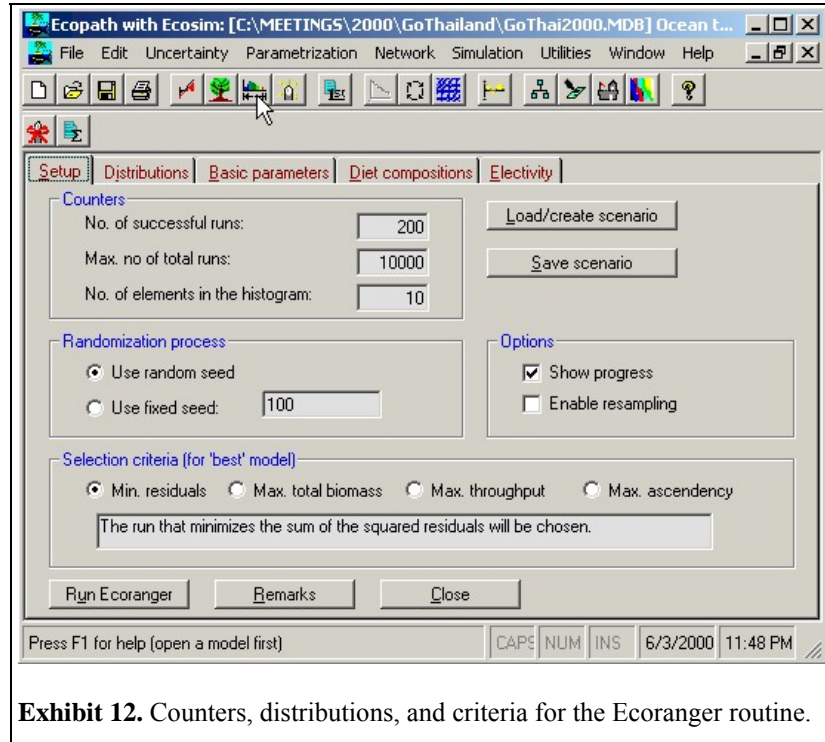 Ecopath with Ecosim: [C:\MEETINGS\2000\GoThailand\GoThai2000.MDB] Ocean t...
File Edit Uncertainty Parametrization Network Simulation Utilities Window Help
1st
Setup Distributions Basic parameters Diet compositions Electivity
Counters
No. of successful runs: 200
Max. no of total runs: 10000
No. of elements in the histogram: 10
Load/create scenario
Save scenario
Randomization process
Use random seed
Use fixed seed: 100
Options
Show progress
Enable resampling
Selection criteria (for 'best' model)
Min. residuals Max. total biomass Max. throughput Max. ascendency
The run that minimizes the sum of the squared residuals will be chosen.
Run Ecoranger Remarks Close
Press F1 for help (open a model first) CAPS NUM INS 6/3/2000 11:48 PM
Exhibit 12. Counters, distributions, and criteria for the Ecoranger routine.